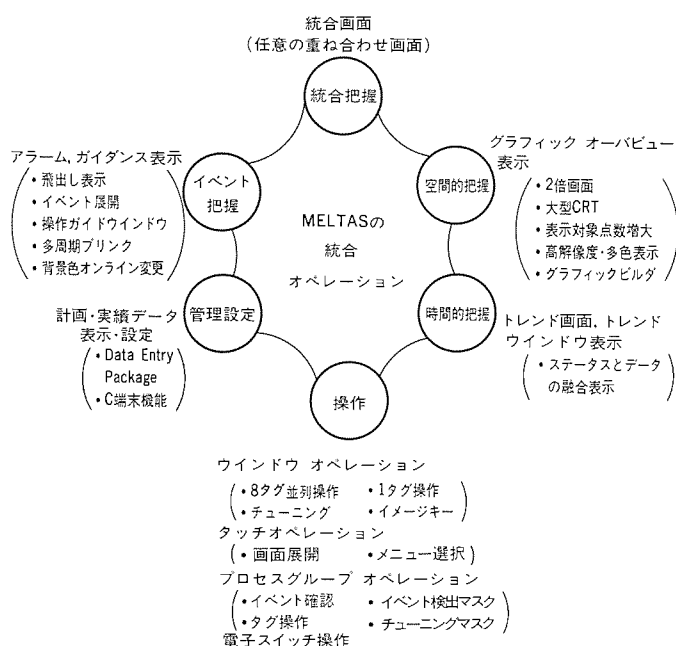 統合画面
(任意の重ね合わせ画面)
統合把握
アラーム,ガイダンス表示
・飛出し表示
・イベント展開
・操作ガイドウインドウ
・多周期ブリンク
・背景色オンライン変更
イベント
把握
空間的把握
グラフィック オーバビュー
表示
・2倍画面
・大型CRT
・表示対象点数増大
・高解像度・多色表示
・グラフィックビルダ
MELTASの
統合
オペレーション
計画・実績データ
表示・設定
・Data Entry
Package
・C端末機能
管理設定
時間的把握
トレンド画面,トレンド
ウインドウ表示
・ステータスとデータ
の融合表示
操作
ウインドウ オペレーション
・8タグ並列操作 ・1タグ操作
・チューニング ・イメージキー
タッチオペレーション
(・画面展開 ・メニュー選択)
プロセスグループ オペレーション
・イベント確認 ・イベント検出マスク
・タグ操作 ・チューニングマスク
電子スイッチ操作